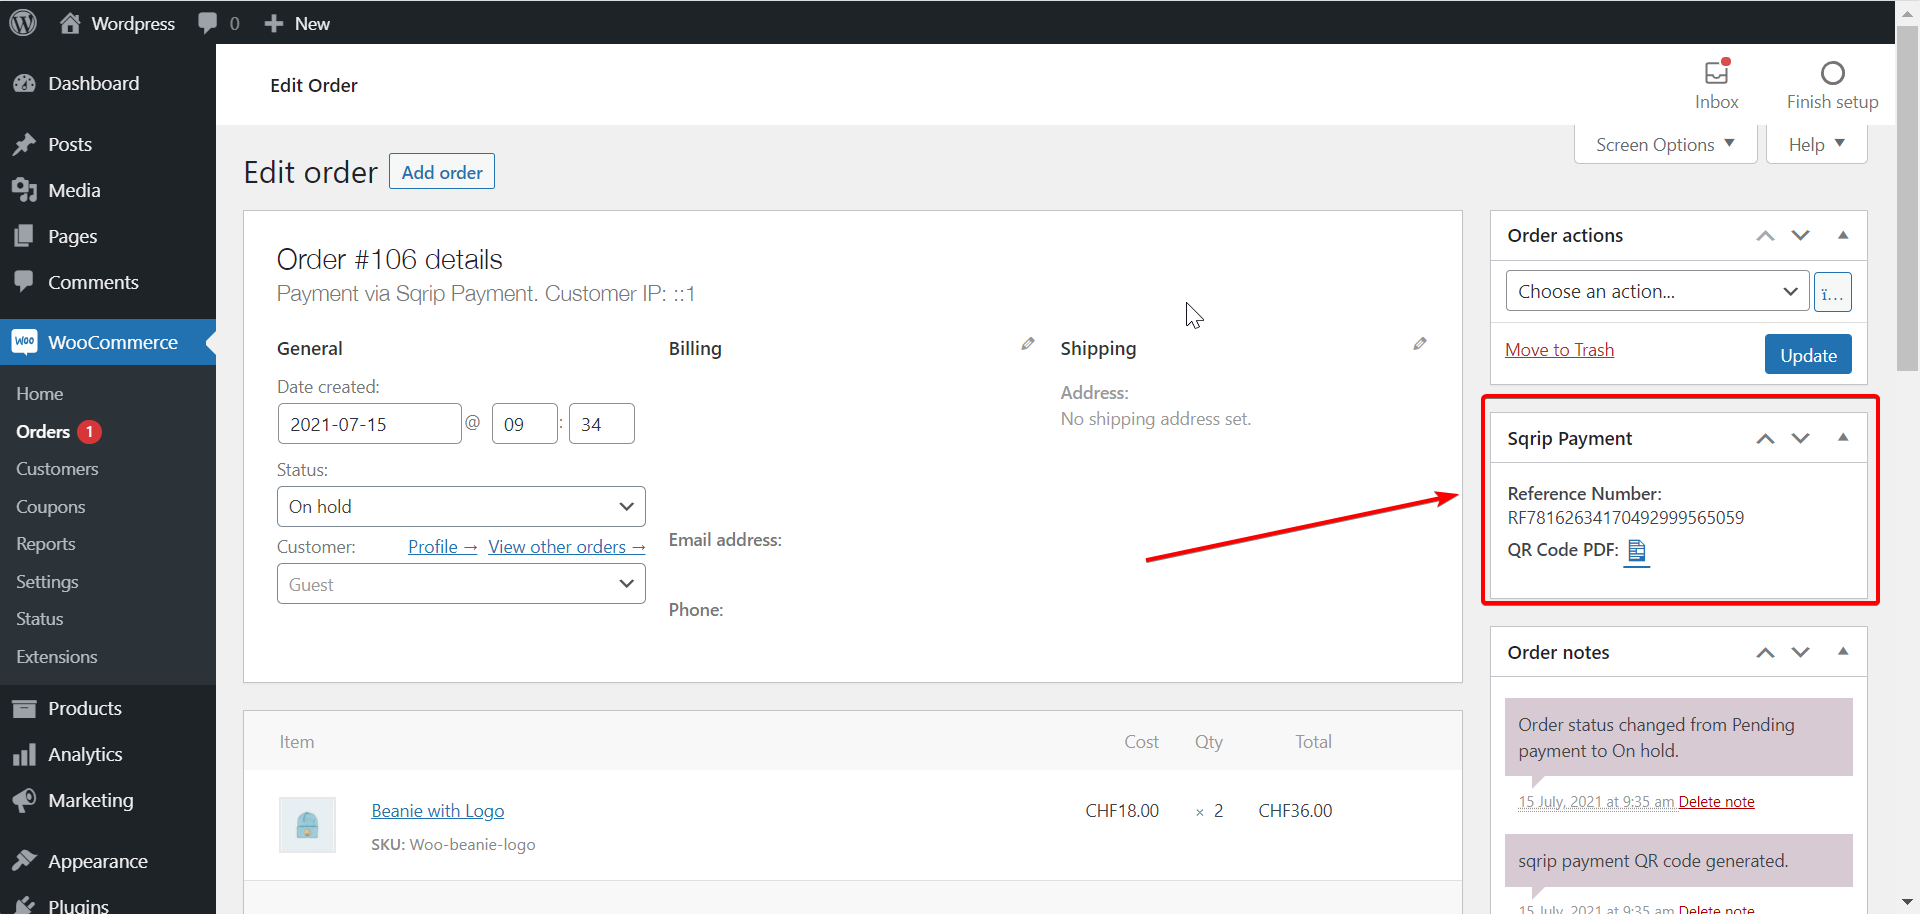 Wordpress
0
New
Dashboard
Posts
Media
Pages
Comments
WooCommerce
Home
Orders 1
Customers
Coupons
Reports
Settings
Status
Extensions
Products
Analytics
Marketing
Appearance
Plugins
Edit Order
Inbox
Finish setup
Screen Options
Help
Edit order
Add order
Order #106 details
Payment via Sqrip Payment. Customer IP: ::1
General
Date created:
2021-07-15 @ 09 : 34
Status:
On hold
Customer: Profile → View other orders →
Guest
Billing
Email address:
Phone:
Shipping
Address:
No shipping address set.
Item Cost Qty Total
Beanie with Logo CHF18.00 × 2 CHF36.00
SKU: Woo-beanie-logo
Order actions
Choose an action...
ï...
Move to Trash
Update
Sqrip Payment
Reference Number:
RF78162634170492999565059
QR Code PDF:
Order notes
Order status changed from Pending
payment to On hold.
15 July, 2021 at 9:35 am Delete note
sqrip payment QR code generated.
15 July, 2021 at 9:35 am Delete note